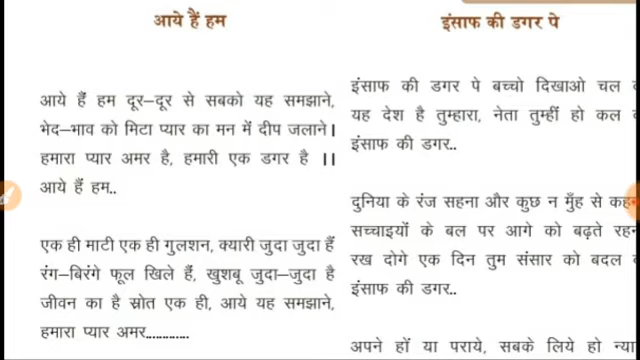 आये हैं हम
आये हैं हम दूर–दूर से सबको यह समझाने,
भेद–भाव को मिटा प्यार का मन में दीप जलाने।
हमारा प्यार अमर है, हमारी एक डगर है ।।
आये हैं हम..
एक ही माटी एक ही गुलशन, क्यारी जुदा जुदा हैं
रंग–बिरंगे फूल खिले हैं, खुशबू जुदा–जुदा है
जीवन का है स्रोत एक ही, आये यह समझाने,
हमारा प्यार अमर.............
इंसाफ की डगर पे
इंसाफ की डगर पे बच्चो दिखाओ चल
यह देश है तुम्हारा, नेता तुम्हीं हो कल
इंसाफ की डगर..
दुनिया के रंज सहना और कुछ न मुँह से
सच्चाइयों के बल पर आगे को बढ़ते
रख दोगे एक दिन तुम संसार को बदल
इंसाफ की डगर..
अपने हों या पराये, सबके लिये हो